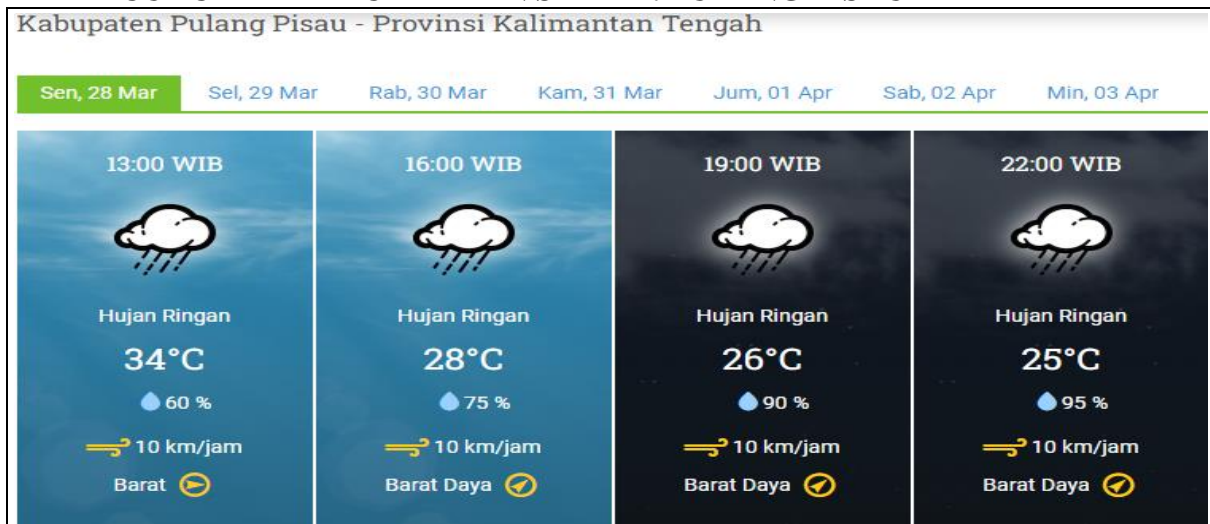 Kabupaten Pulang Pisau - Provinsi Kalimantan Tengah
Sen, 28 Mar Sel, 29 Mar Rab, 30 Mar Kam, 31 Mar Jum, 01 Apr Sab, 02 Apr Min, 03 Apr
13:00 WIB 16:00 WIB 19:00 WIB 22:00 WIB
Hujan Ringan Hujan Ringan Hujan Ringan Hujan Ringan
34°C 28°C 26°C 25°C
60 % 75 % 90 % 95 %
10 km/jam 10 km/jam 10 km/jam 10 km/jam
Barat Barat Daya Barat Daya Barat Daya